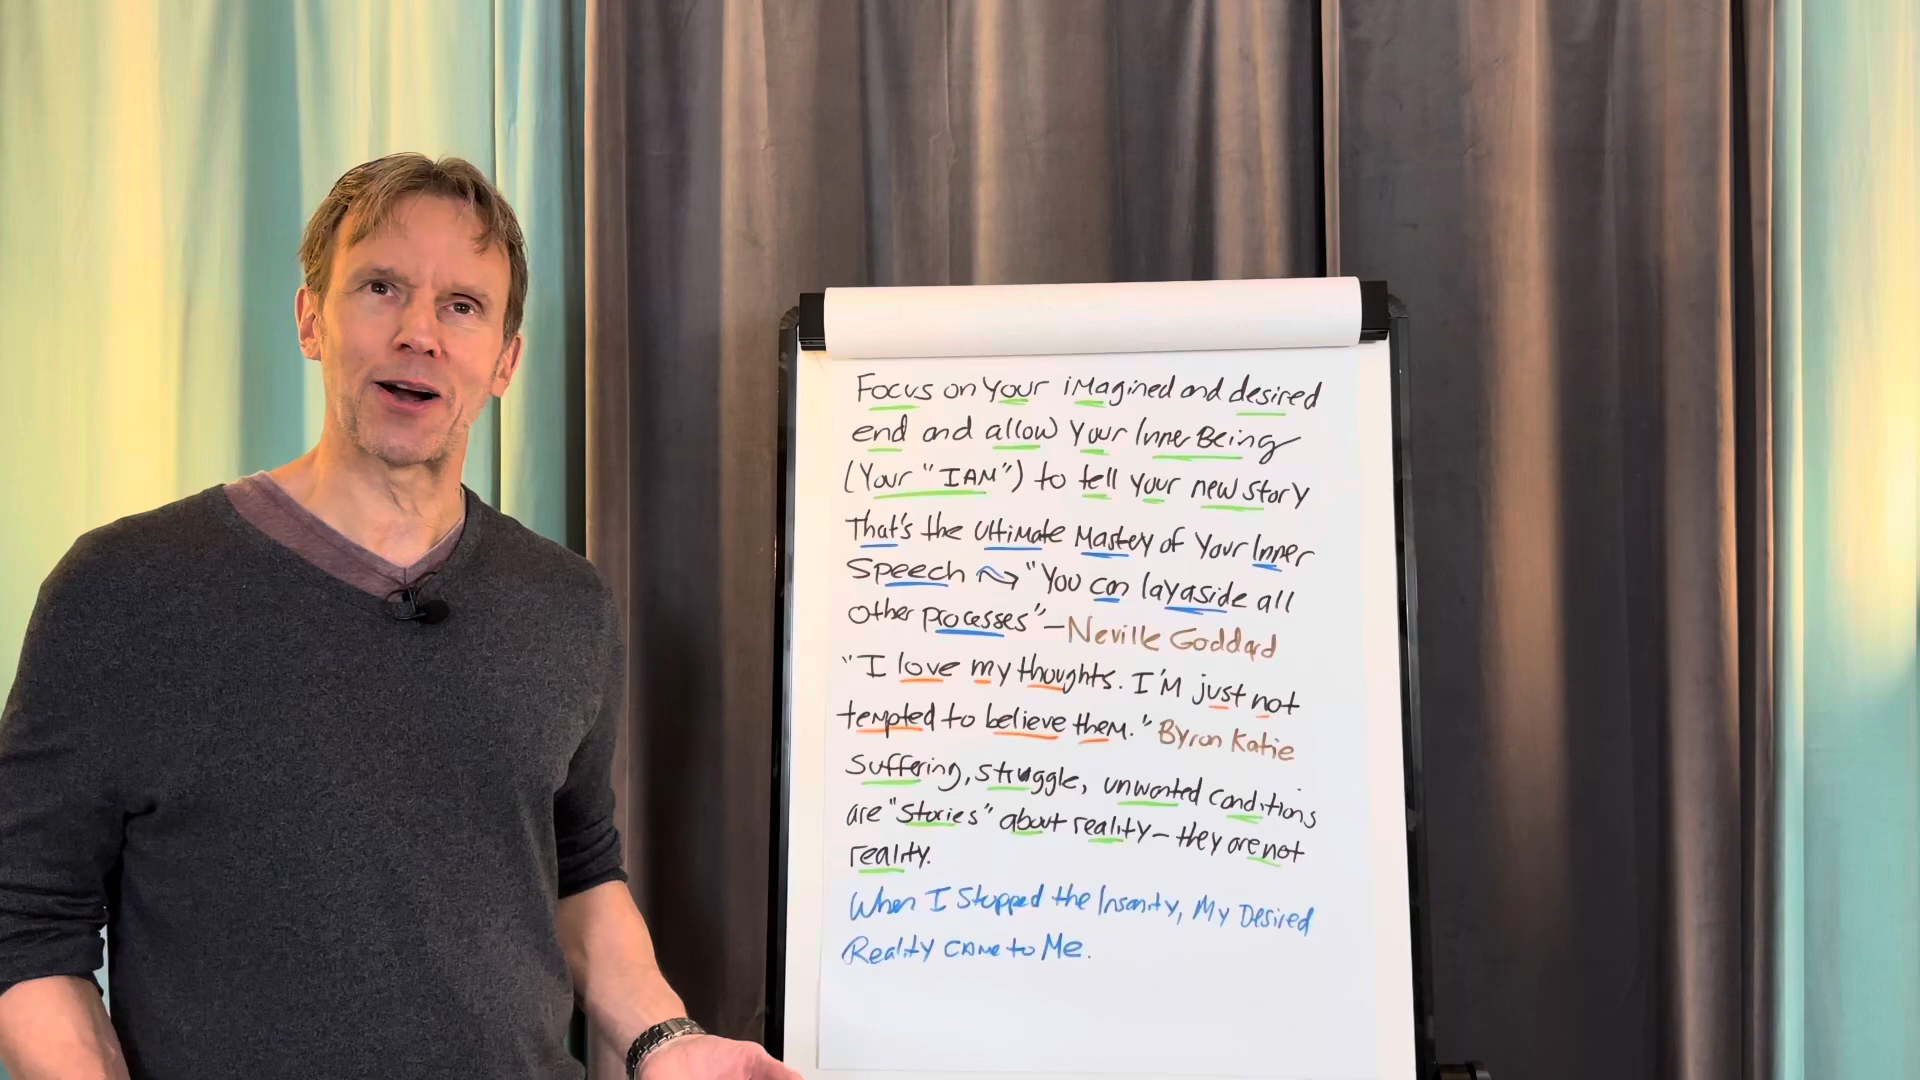 Focus on your imagined and desired
end and allow your Inner Being
(Your "I AM") to tell your new story
That's the Ultimate Mastery of Your Inner
Speech "You can lay aside all
other processes" - Neville Goddard
"I love my thoughts. I'M just not
tempted to believe them." Byron Katie
Suffering, struggle, unwanted conditions
are "stories" about reality - they are not
reality.
When I Stopped the Insanity, My Desired
Reality Came to Me.